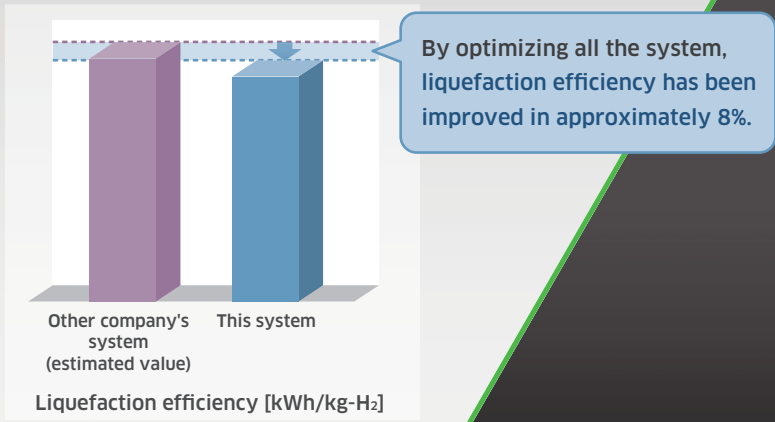 By optimizing all the system,
liquefaction efficiency has been
improved in approximately 8%.
Other company's
system
(estimated value)
This system
Liquefaction efficiency [kWh/kg-H₂]